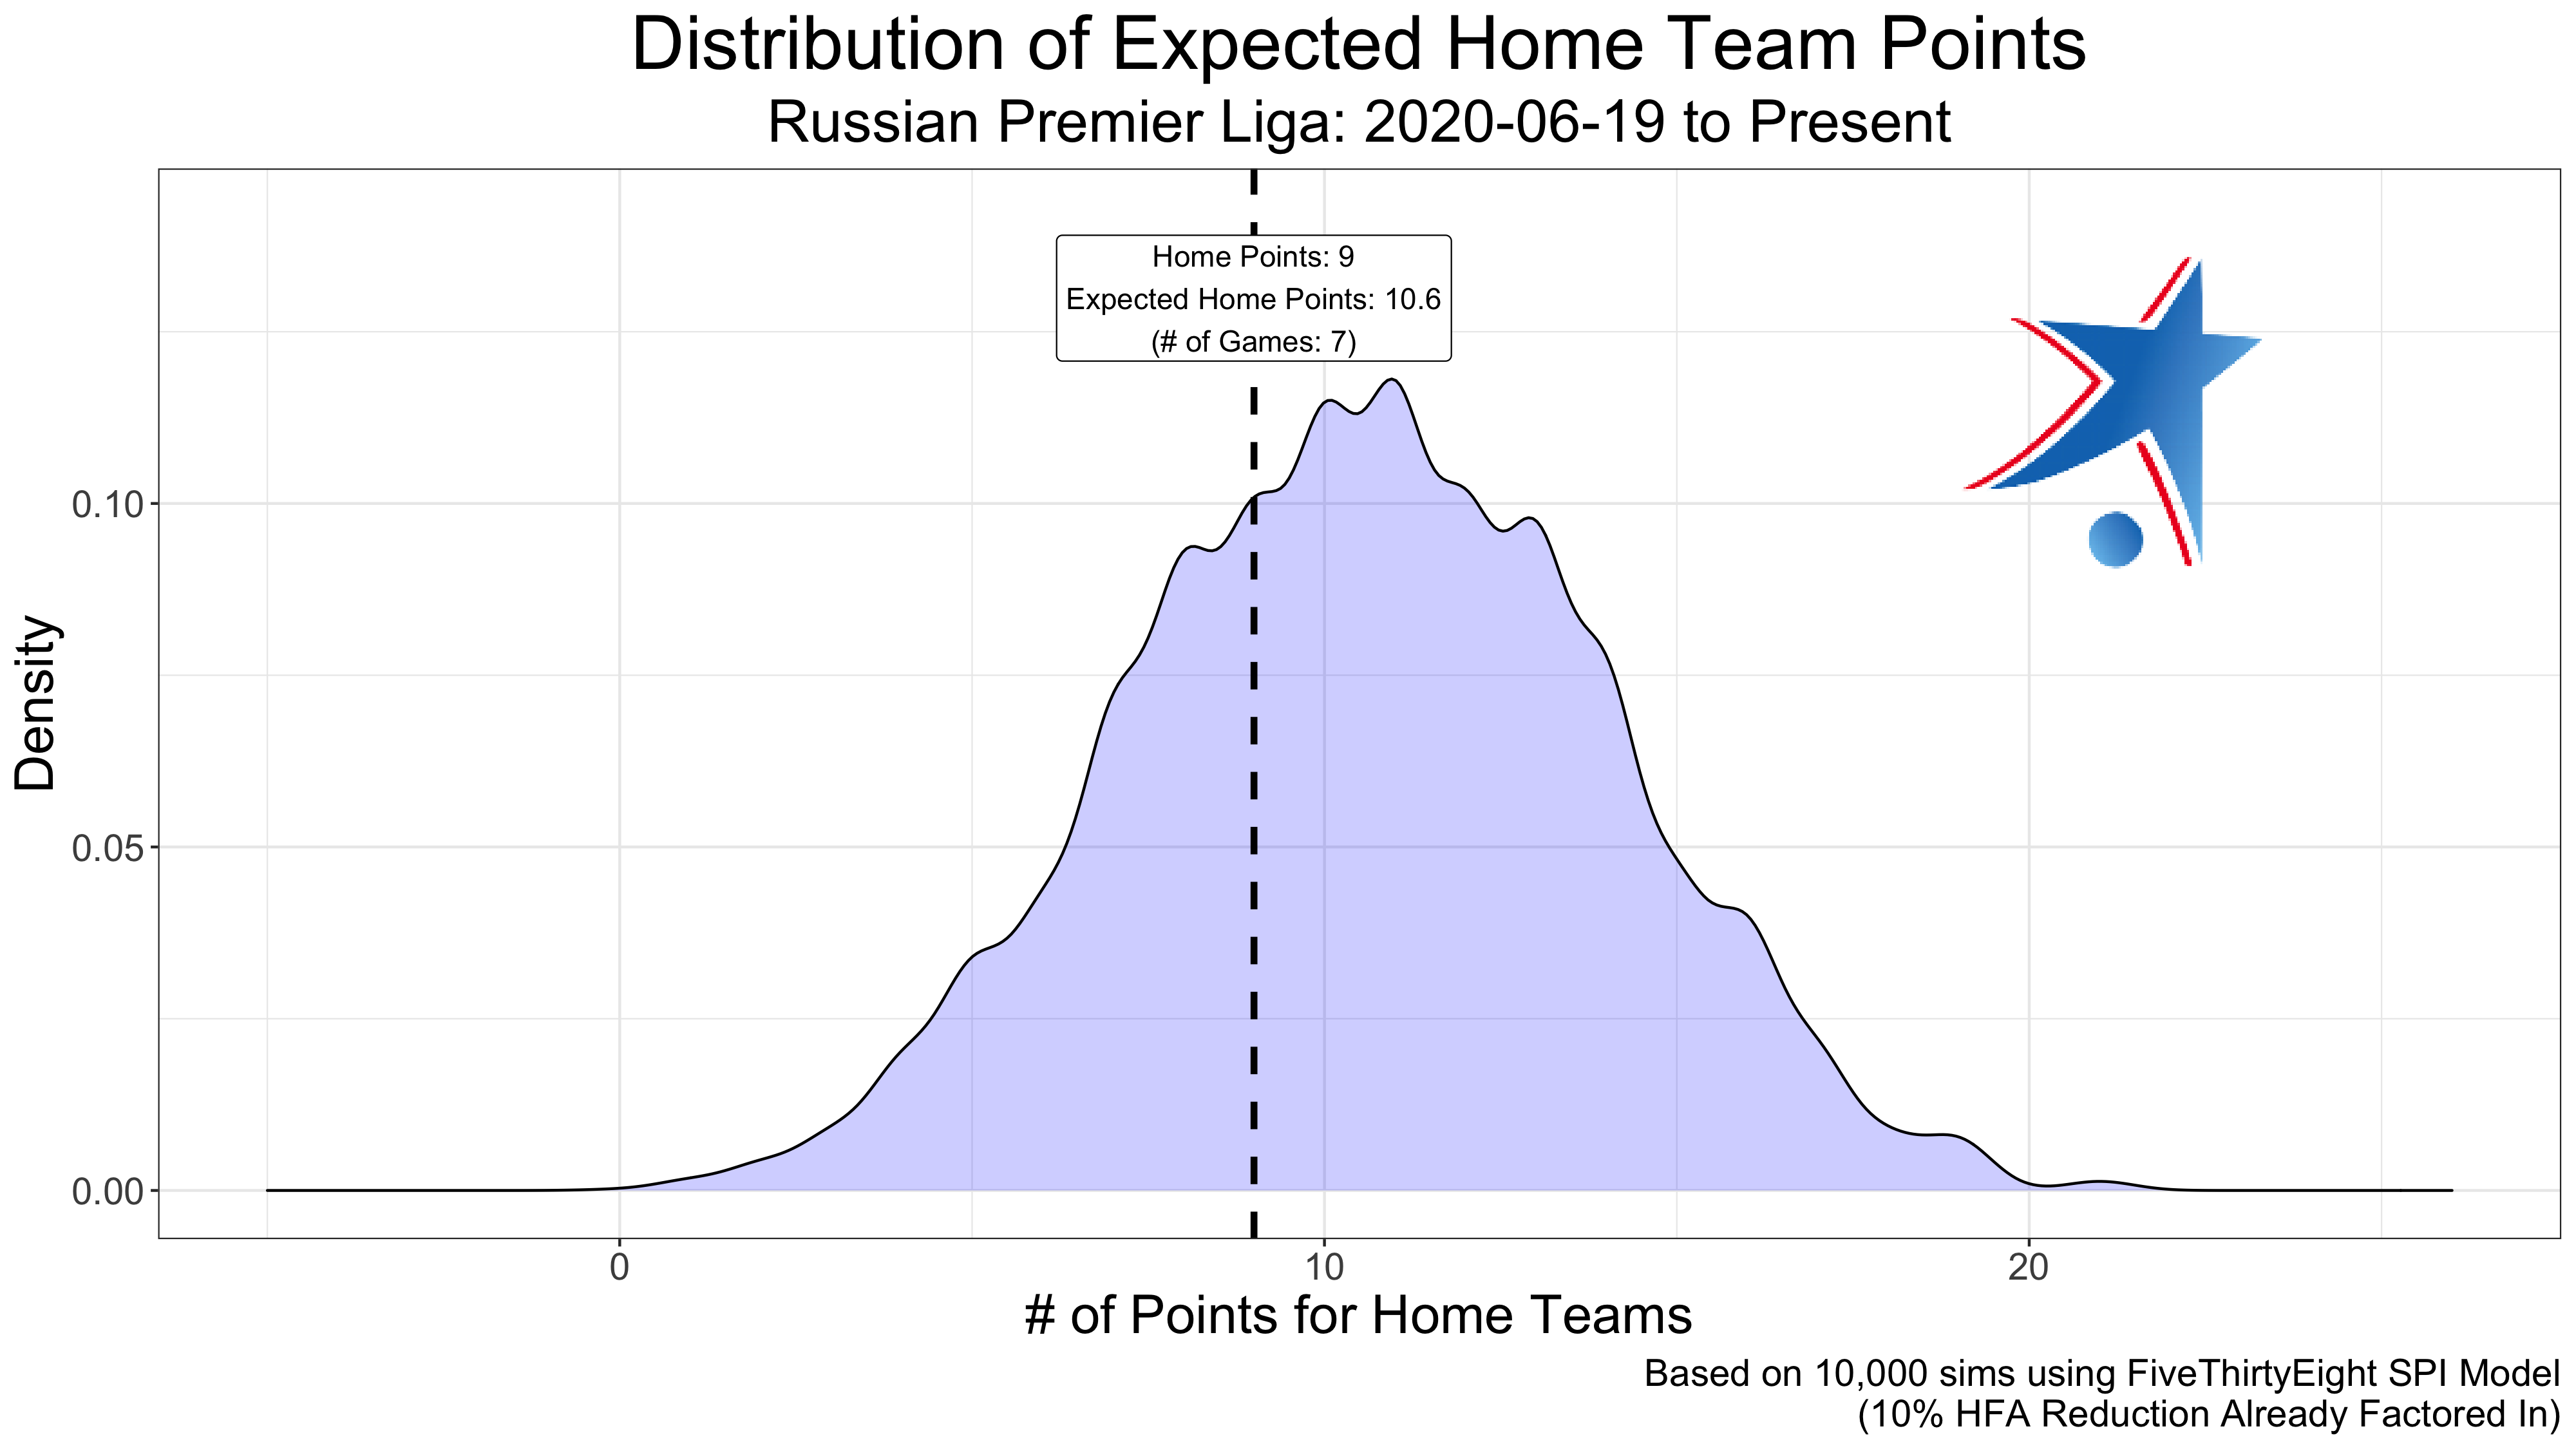 Distribution of Expected Home Team Points
Russian Premier Liga: 2020-06-19 to Present
Home Points: 9
Expected Home Points: 10.6
(# of Games: 7)
Density
0.10
0.05
0.00
0
10
20
# of Points for Home Teams
Based on 10,000 sims using FiveThirtyEight SPI Model
(10% HFA Reduction Already Factored In)